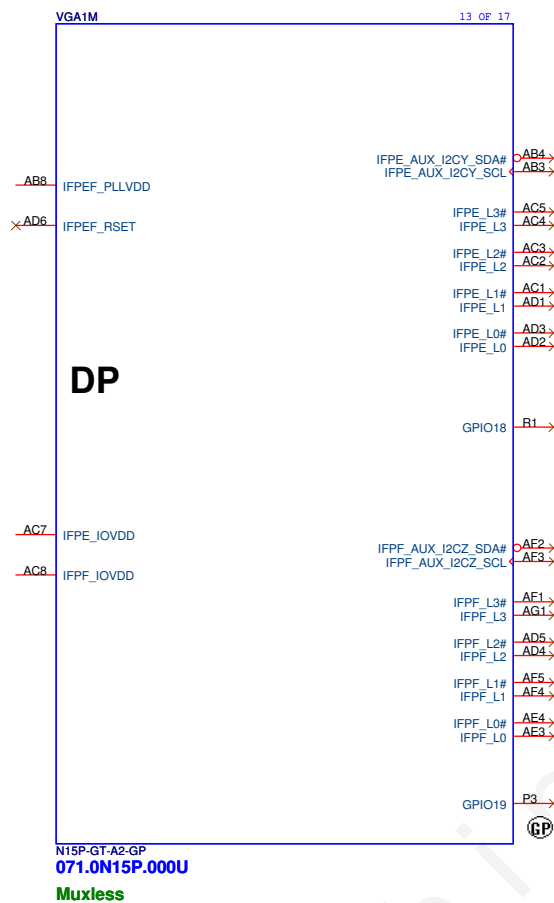 VGA1M
13 OF 17
IFPE_AUX_I2CY_SDA# AB4
IFPE_AUX_I2CY_SCL AB3
AB8 IFPEF_PLLVDD
IFPE_L3# AC5
AD6 IFPEF_RSET
IFPE_L3 AC4
IFPE_L2# AC3
IFPE_L2 AC2
IFPE_L1# AC1
IFPE_L1 AD1
IFPE_L0# AD3
IFPE_L0 AD2
DP
GPIO18 R1
AC7 IFPE_IOVDD
IFPF_AUX_I2CZ_SDA# AF2
IFPF_AUX_I2CZ_SCL AF3
AC8 IFPF_IOVDD
IFPF_L3# AF1
IFPF_L3 AG1
IFPF_L2# AD5
IFPF_L2 AD4
IFPF_L1# AF5
IFPF_L1 AF4
IFPF_L0# AE4
IFPF_L0 AE3
GPIO19 P3
GP
N15P-GT-A2-GP
071.0N15P.000U
Muxless